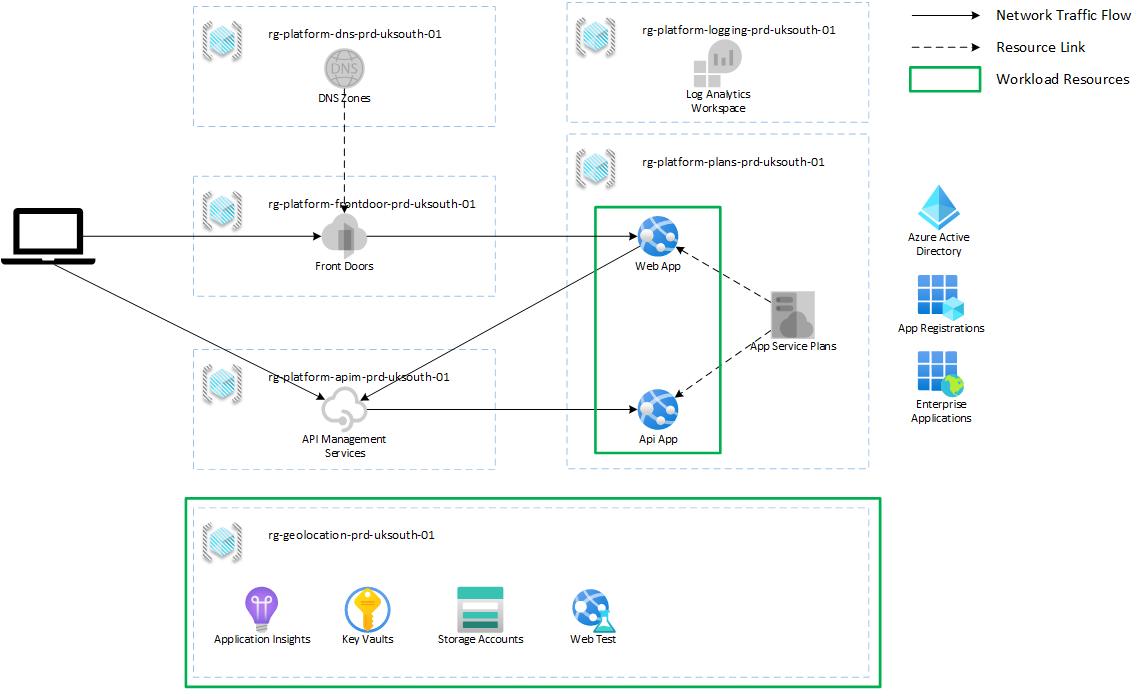 rg-platform-dns-prd-uksouth-01
DNS
DNS Zones
rg-platform-logging-prd-uksouth-01
Log Analytics
Workspace
Network Traffic Flow
Resource Link
Workload Resources
rg-platform-frontdoor-prd-uksouth-01
Front Doors
rg-platform-plans-prd-uksouth-01
Web App
App Service Plans
Api App
rg-platform-apim-prd-uksouth-01
API Management
Services
Azure Active
Directory
App Registrations
Enterprise
Applications
rg-geolocation-prd-uksouth-01
Application Insights
Key Vaults
Storage Accounts
Web Test